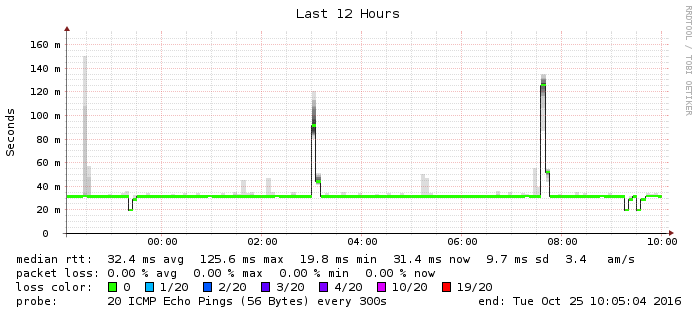 Last 12 Hours
RRDTOOL / TOBI OETIKER
Seconds
160 m
140 m
120 m
100 m
80 m
60 m
40 m
20 m
0
00:00 02:00 04:00 06:00 08:00 10:00
median rtt: 32.4 ms avg 125.6 ms max 19.8 ms min 31.4 ms now 9.7 ms sd 3.4 am/s
packet loss: 0.00 % avg 0.00 % max 0.00 % min 0.00 % now
loss color: 0 1/20 2/20 3/20 4/20 10/20 19/20
probe: 20 ICMP Echo Pings (56 Bytes) every 300s end: Tue Oct 25 10:05:04 2016